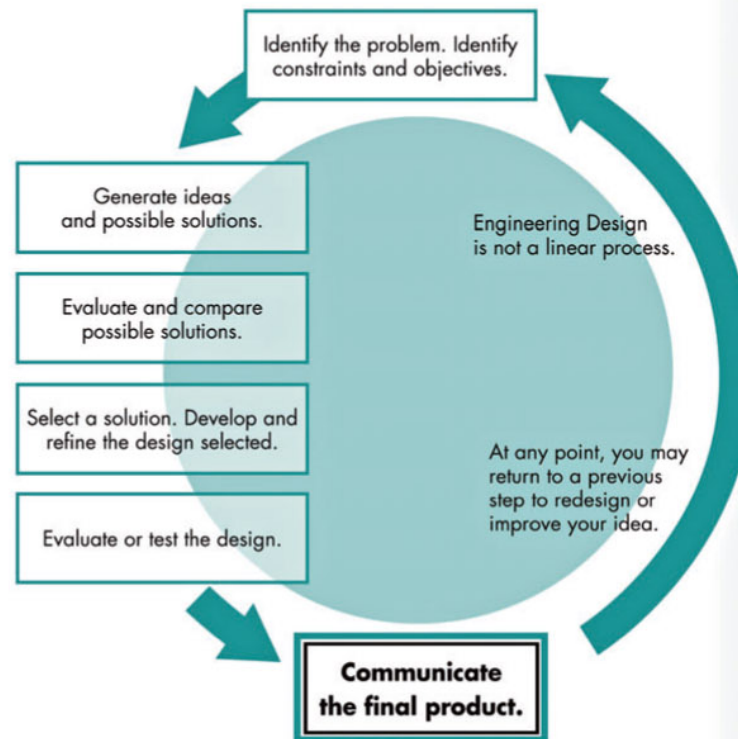 Identify the problem. Identify
constraints and objectives.
Generate ideas
and possible solutions.
Evaluate and compare
possible solutions.
Select a solution. Develop and
refine the design selected.
Evaluate or test the design.
Communicate
the final product.
Engineering Design
is not a linear process.
At any point, you may
return to a previous
step to redesign or
improve your idea.